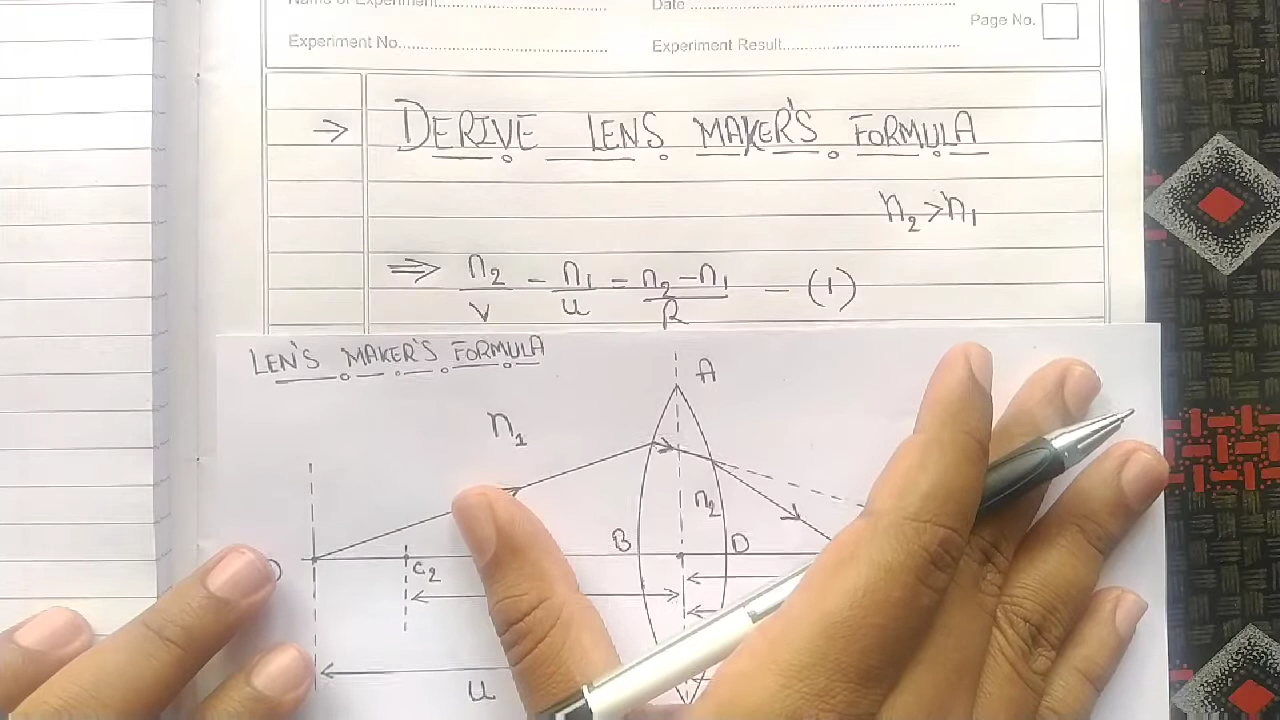 Name of Experiment
Date
Page No.
Experiment No.
Experiment Result
⇒ DERIVE LENS MAKER'S FORMULA
n₂ > n₁
⇒ n₂/v - n₁/u = n₂-n₁/R - (1)
LEN'S MAKER'S FORMULA
A
n₁
n₂
B
D
C₂
u